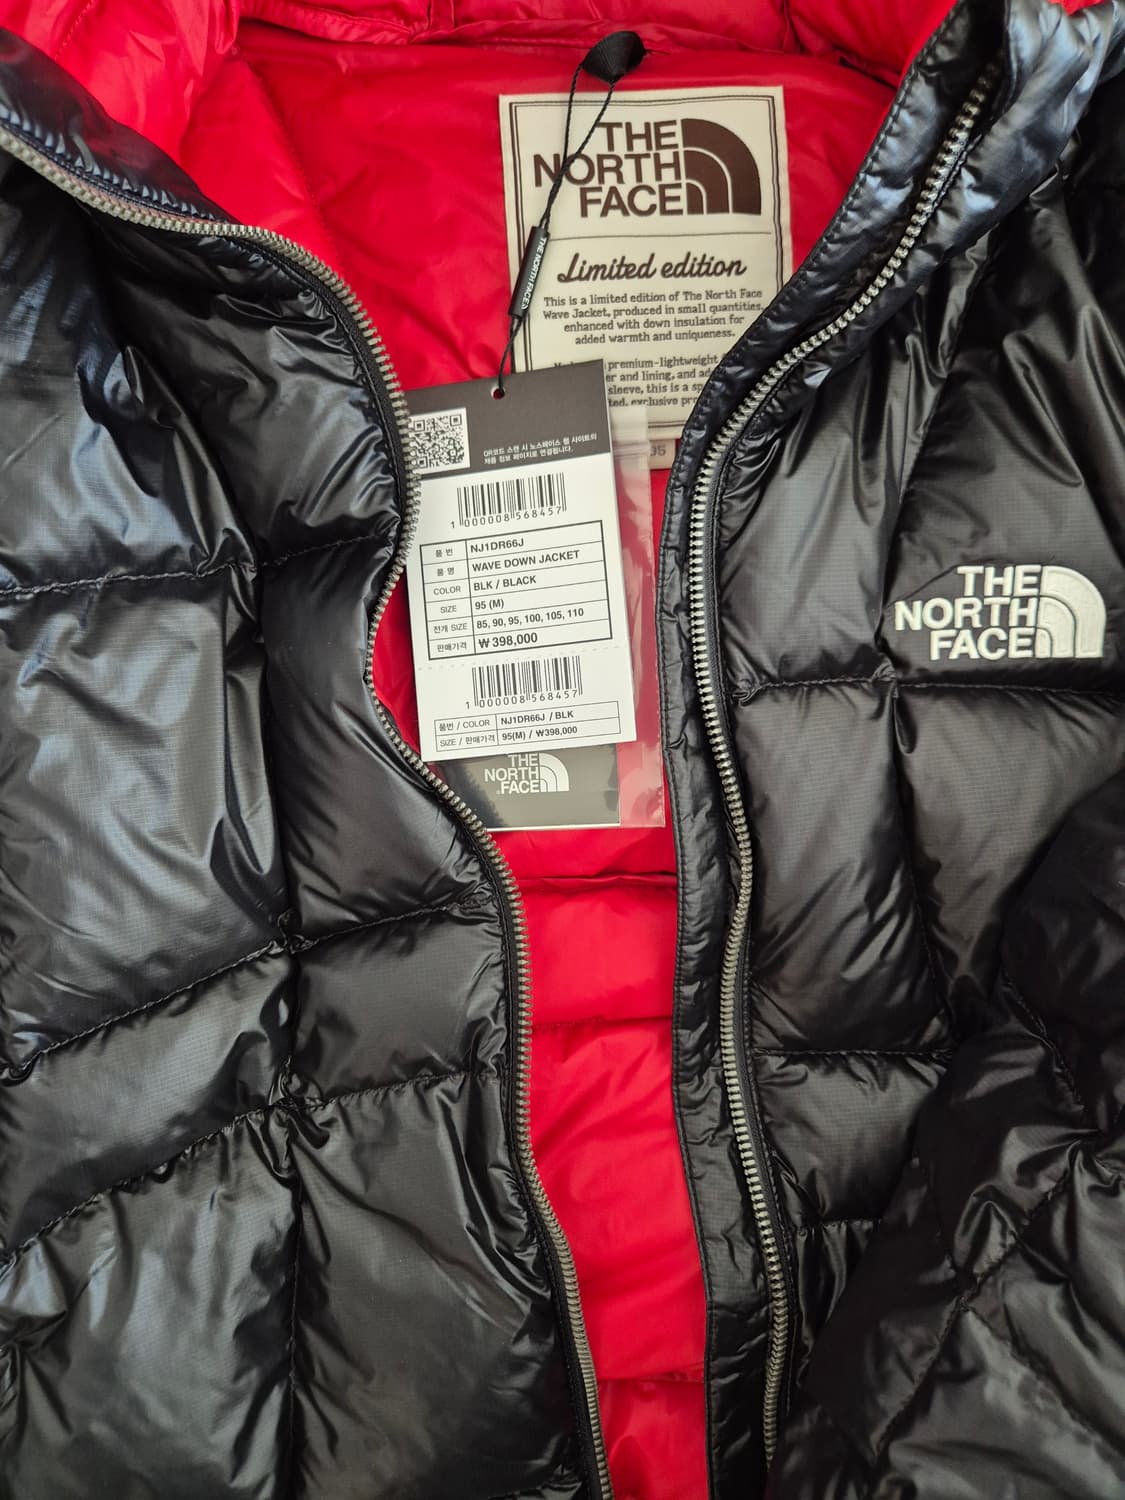 THE
NORTH
FACE
Limited edition
This is a limited edition of The North Face
Wave Jacket, produced in small quantities,
enhanced with down insulation for
added warmth and uniqueness.
premium-lightweight
er and lining, and ad
sleeve, this is a sp
ted, exclusive pro
THE NORTH FACE
95
QR코드 스캔 시 노스페이스 웹 사이트의
제품 정보 페이지로 연결됩니다.
1 000008 568457
품 번 NJ1DR66J
품 명 WAVE DOWN JACKET
COLOR BLK / BLACK
SIZE 95 (M)
전개 SIZE 85, 90, 95, 100, 105, 110
판매가격 ₩ 398,000
1 000008 568457
품번 / COLOR NJ1DR66J / BLK
SIZE / 판매가격 95(M) / ₩398,000
THE
NORTH
FACE
THE
NORTH
FACE